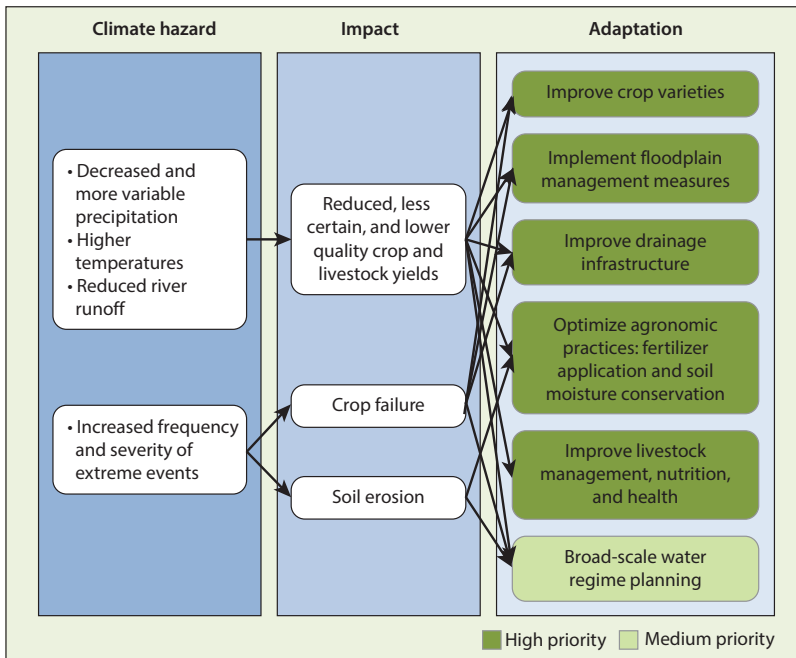 Climate hazard
Impact
Adaptation
• Decreased and
more variable
precipitation
• Higher
temperatures
• Reduced river
runoff
• Increased frequency
and severity of
extreme events
Reduced, less
certain, and lower
quality crop and
livestock yields
Crop failure
Soil erosion
Improve crop varieties
Implement floodplain
management measures
Improve drainage
infrastructure
Optimize agronomic
practices: fertilizer
application and soil
moisture conservation
Improve livestock
management, nutrition,
and health
Broad-scale water
regime planning
High priority
Medium priority